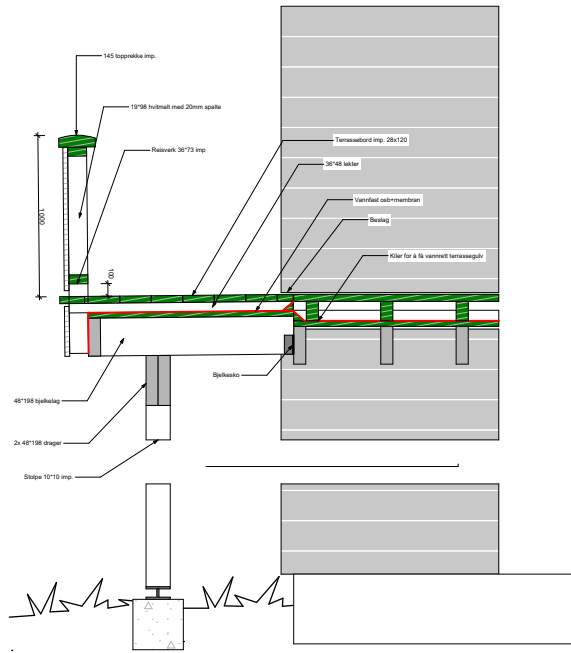 145 topprekke imp.
19*98 hvitmalt med 20mm spalte
Terrassebord imp. 28x120
Reisverk 36*73 imp
36*48 lekter
Vannfast osb+membran
1.000
Beslag
Kiler for å få vannrett terrassegulv
100
Bjelkesko
48*198 bjelkelag
2x 48*198 drager
Stolpe 10*10 imp.